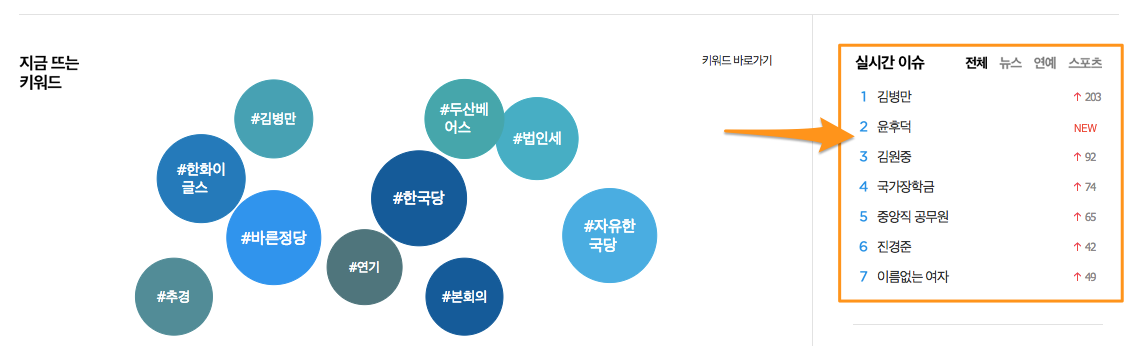 지금 뜨는
키워드
키워드 바로가기
#김병만
#두산베
어스
#법인세
#한화이
글스
#한국당
#바른정당
#자유한
국당
#연기
#추경
#본회의
실시간 이슈 전체 뉴스 연예 스포츠
1 김병만 ↑ 203
2 윤후덕 NEW
3 김원중 ↑ 92
4 국가장학금 ↑ 74
5 중앙직 공무원 ↑ 65
6 진경준 ↑ 42
7 이름없는 여자 ↑ 49